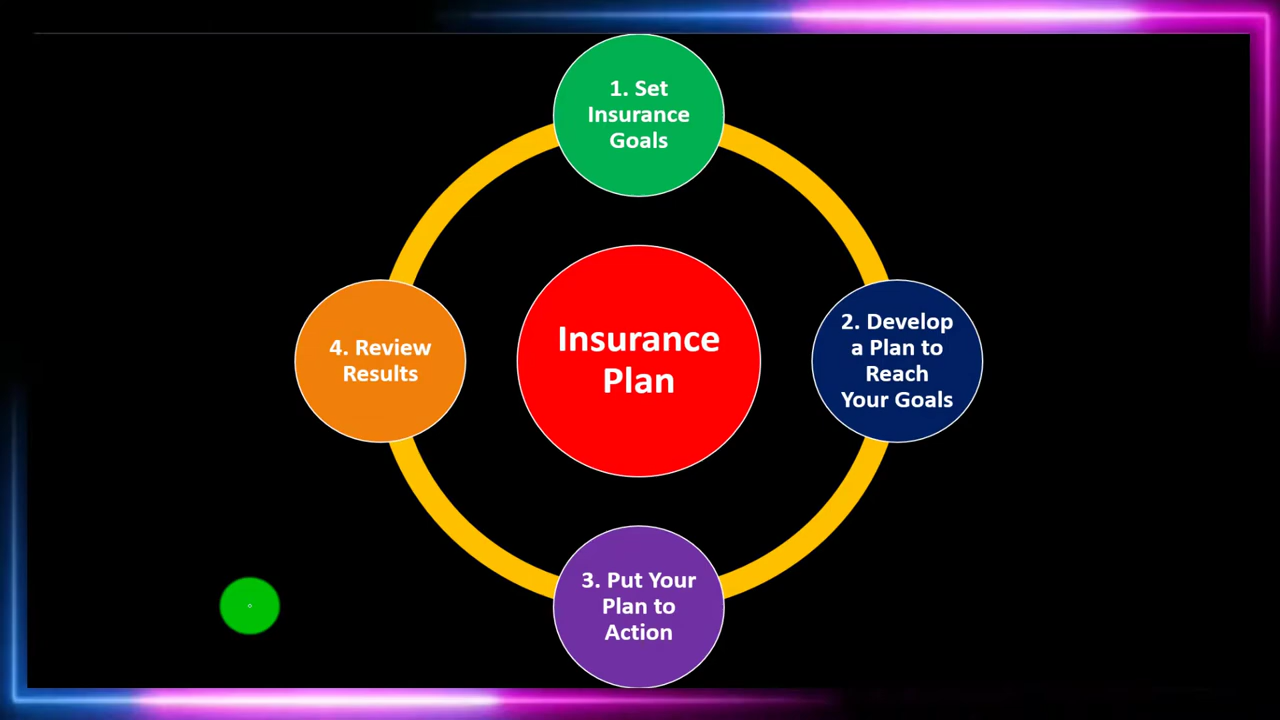 1. Set
Insurance
Goals
Insurance
Plan
2. Develop
a Plan to
Reach
Your Goals
3. Put Your
Plan to
Action
4. Review
Results